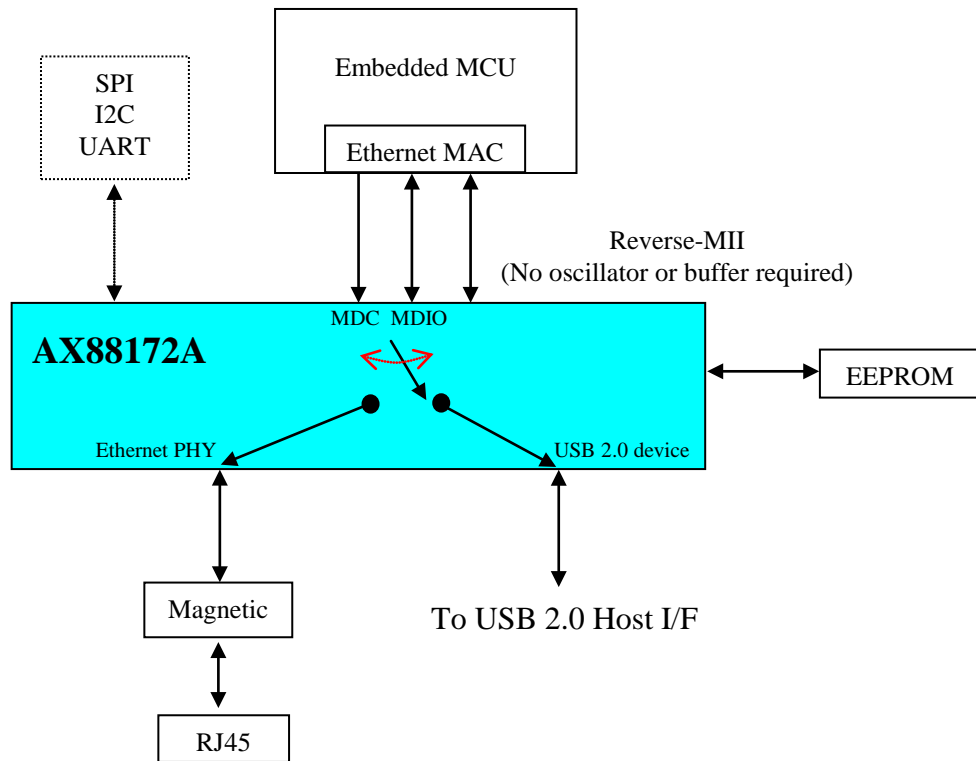 Embedded MCU
SPI
I2C
UART
Ethernet MAC
Reverse-MII
(No oscillator or buffer required)
MDC MDIO
AX88172A
EEPROM
Ethernet PHY
USB 2.0 device
Magnetic
To USB 2.0 Host I/F
RJ45